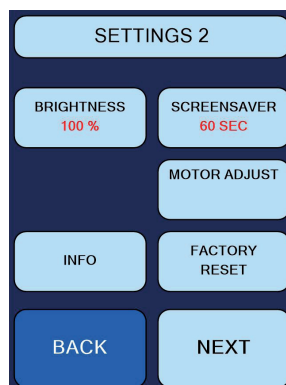 SETTINGS 2
BRIGHTNESS
100 %
SCREENSAVER
60 SEC
MOTOR ADJUST
INFO
FACTORY
RESET
BACK
NEXT